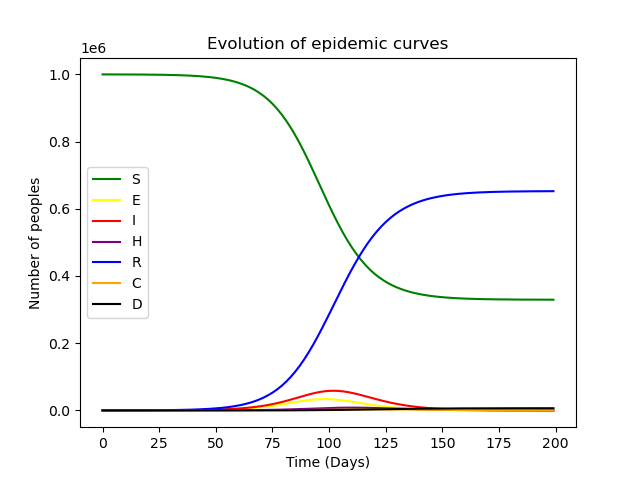 Evolution of epidemic curves
1e6
1.0
0.8
0.6
0.4
0.2
0.0
Number of peoples
S
E
I
H
R
C
D
0 25 50 75 100 125 150 175 200
Time (Days)